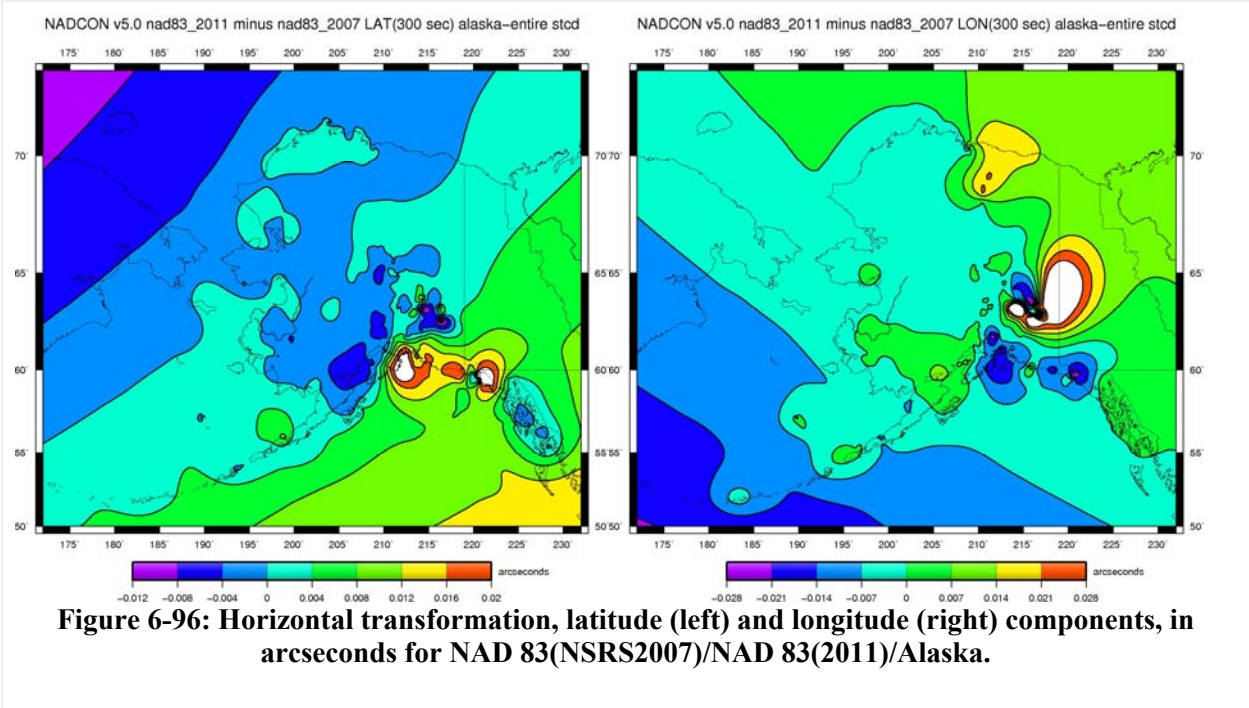 NADCON v5.0 nad83_2011 minus nad83_2007 LAT(300 sec) alaska−entire stcd
175˚ 180˚ 185˚ 190˚ 195˚ 200˚ 205˚ 210˚ 215˚ 220˚ 225˚ 230˚
70˚ 70˚
65˚ 65˚
60˚ 60˚
55˚ 55˚
50˚ 50˚
175˚ 180˚ 185˚ 190˚ 195˚ 200˚ 205˚ 210˚ 215˚ 220˚ 225˚ 230˚
arcseconds
−0.012 −0.008 −0.004 0 0.004 0.008 0.012 0.016 0.02
NADCON v5.0 nad83_2011 minus nad83_2007 LON(300 sec) alaska−entire stcd
175˚ 180˚ 185˚ 190˚ 195˚ 200˚ 205˚ 210˚ 215˚ 220˚ 225˚ 230˚
70˚ 70˚
65˚ 65˚
60˚ 60˚
55˚ 55˚
50˚ 50˚
175˚ 180˚ 185˚ 190˚ 195˚ 200˚ 205˚ 210˚ 215˚ 220˚ 225˚ 230˚
arcseconds
−0.028 −0.021 −0.014 −0.007 0 0.007 0.014 0.021 0.028
Figure 6-96: Horizontal transformation, latitude (left) and longitude (right) components, in
arcseconds for NAD 83(NSRS2007)/NAD 83(2011)/Alaska.